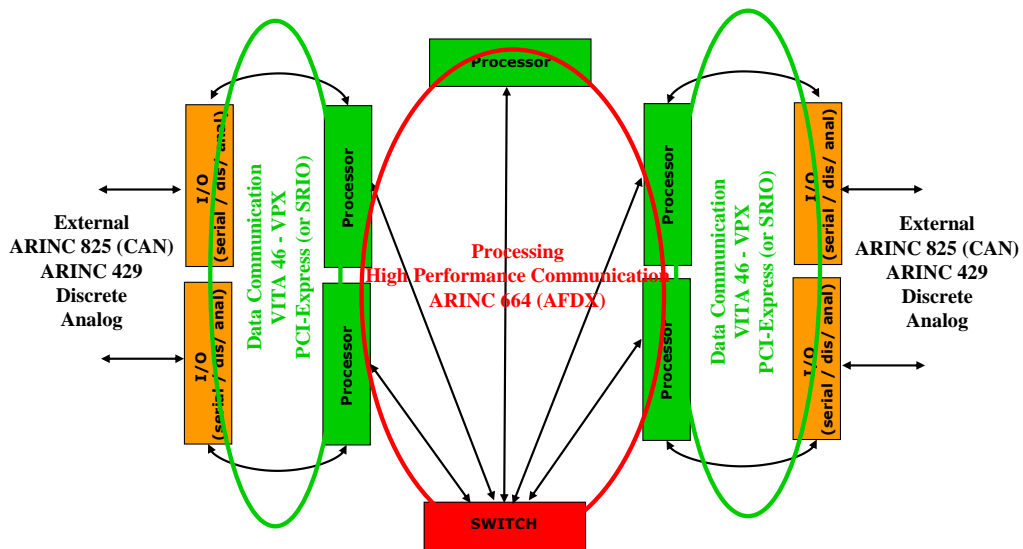 Processor
I/O
(serial / dis/ anal)
Data Communication
VITA 46 - VPX
PCI-Express (or SRIO)
Processor
Processor
Data Communication
VITA 46 - VPX
PCI-Express (or SRIO)
I/O
(serial / dis/ anal)
External
ARINC 825 (CAN)
ARINC 429
Discrete
Analog
Processing
High Performance Communication
ARINC 664 (AFDX)
External
ARINC 825 (CAN)
ARINC 429
Discrete
Analog
I/O
(serial / dis/ anal)
Processor
Processor
I/O
(serial / dis/ anal)
SWITCH